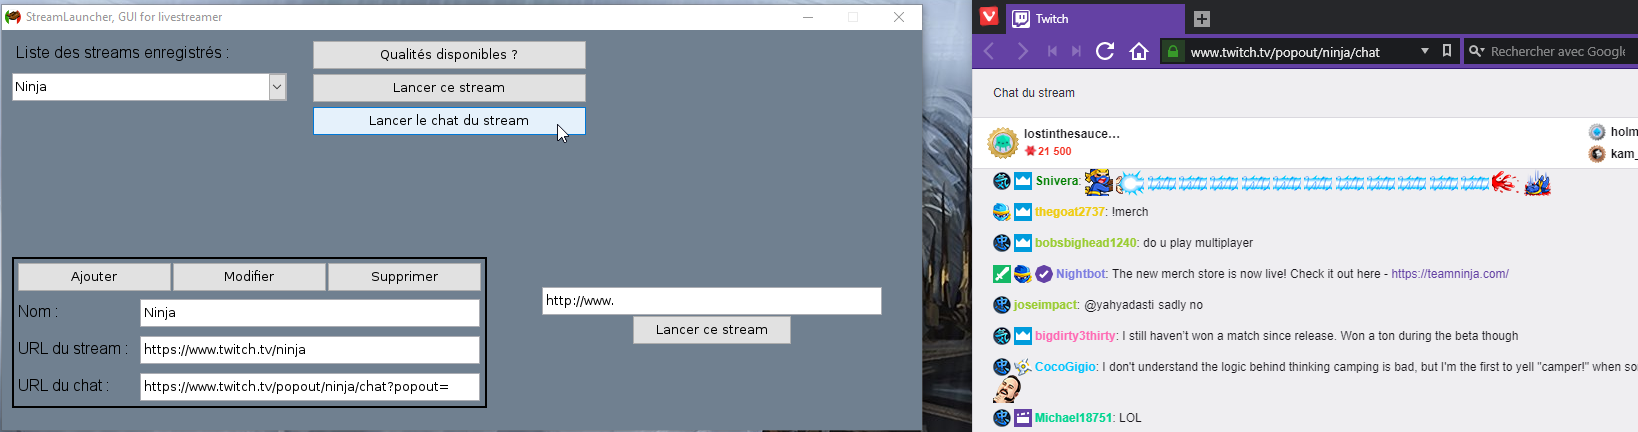 StreamLauncher, GUI for livestreamer
Liste des streams enregistrés :
Ninja
Qualités disponibles ?
Lancer ce stream
Lancer le chat du stream
Ajouter
Modifier
Supprimer
Nom :
Ninja
URL du stream :
https://www.twitch.tv/ninja
URL du chat :
https://www.twitch.tv/popout/ninja/chat?popout=
http://www.
Lancer ce stream
Twitch
www.twitch.tv/popout/ninja/chat
Rechercher avec Google
Chat du stream
lostinthesauce...
21 500
holm
kam_
Snivera:
thegoat2737: !merch
bobsbighead1240: do u play multiplayer
Nightbot: The new merch store is now live! Check it out here - https://teamninja.com/
joseimpact: @yahyadasti sadly no
bigdirty3thirty: I still haven't won a match since release. Won a ton during the beta though
CocoGigio: I don't understand the logic behind thinking camping is bad, but I'm the first to yell "camper!" when so
Michael18751: LOL